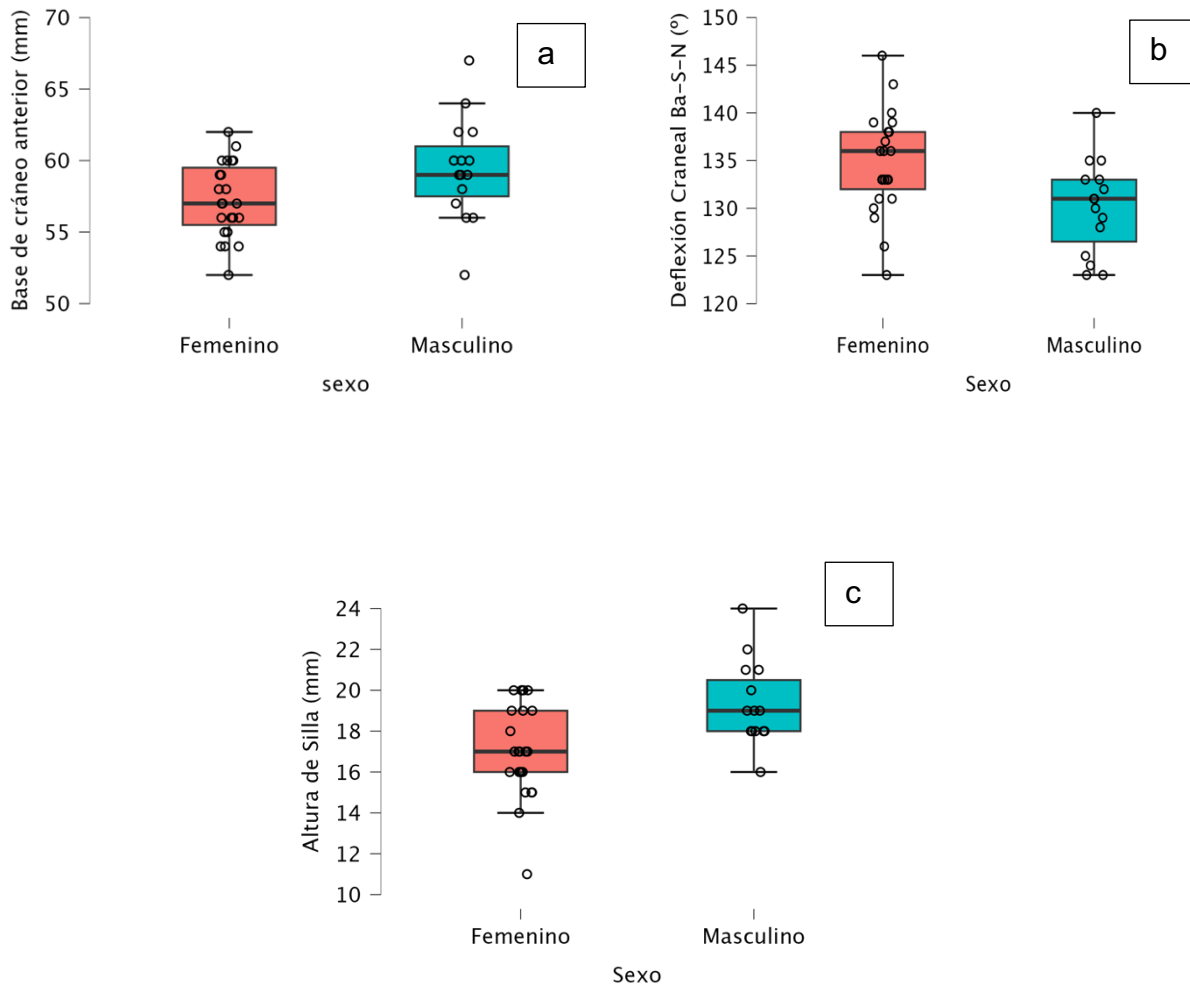 a
Base de cráneo anterior (mm)
70
65
60
55
50
Femenino
Masculino
sexo
b
Deflexión Craneal Ba-S-N (º)
150
145
140
135
130
125
120
Femenino
Masculino
Sexo
c
Altura de Silla (mm)
24
22
20
18
16
14
12
10
Femenino
Masculino
Sexo